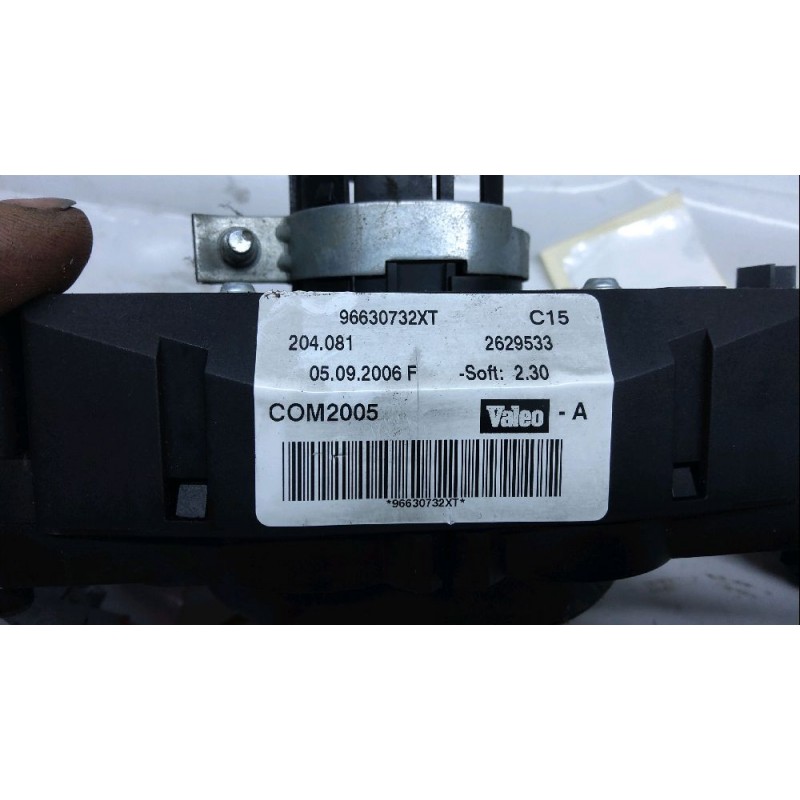 96630732XT C15
204.081 2629533
05.09.2006 F -Soft: 2.30
COM2005 Valeo - A
*96630732XT*